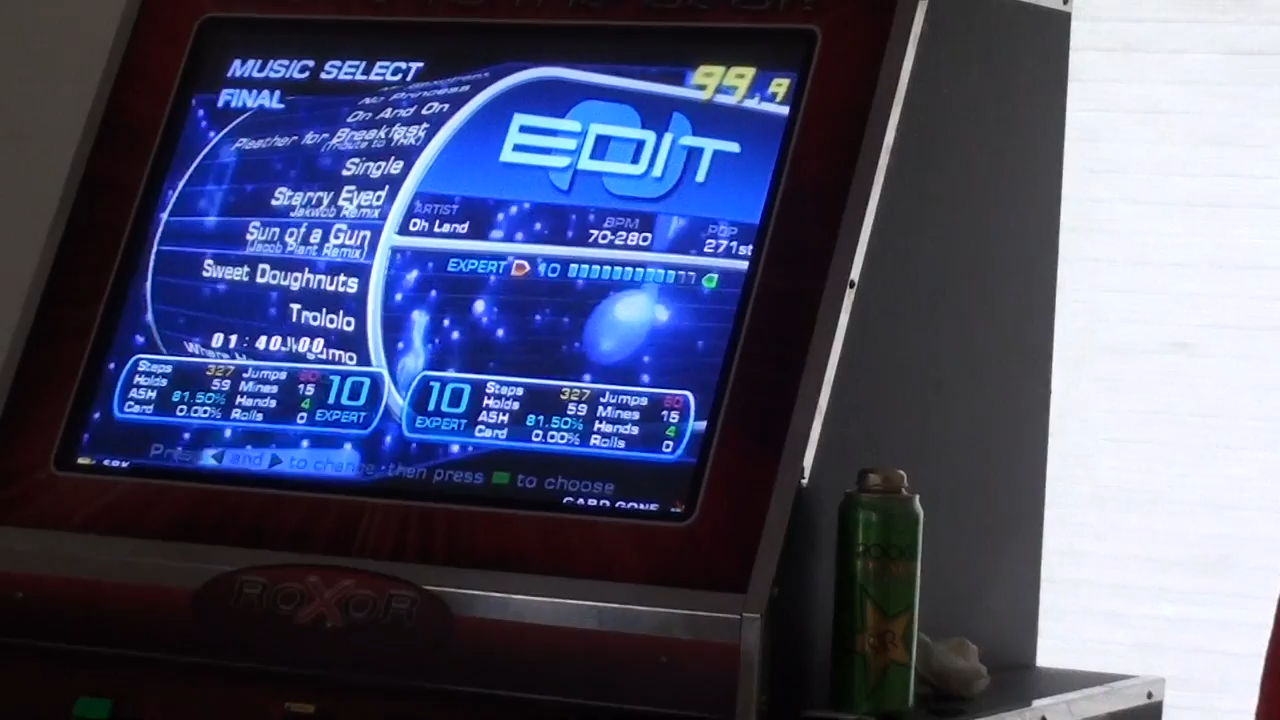 MUSIC SELECT
FINAL
99.9
No Princess
On And On
Pleather for Breakfast
(Tribute to THK)
Single
Starry Eyed
Jakwob Remix
Sun of a Gun
(Jacob Plant Remix)
Sweet Doughnuts
Trololo
01:40.00
EDIT
ARTIST
Oh Land
BPM
70-280
POP
271st
EXPERT 10 77
Steps 327 Jumps
Holds 59 Mines 15
ASH 81.50% Hands 4
Card 0.00% Rolls 0
10
EXPERT
10
EXPERT
Steps 327 Jumps
Holds 59 Mines 15
ASH 81.50% Hands 4
Card 0.00% Rolls 0
Press ◀ and ▶ to change, then press to choose
CARD GONE
ROXOR
ROCKSTAR